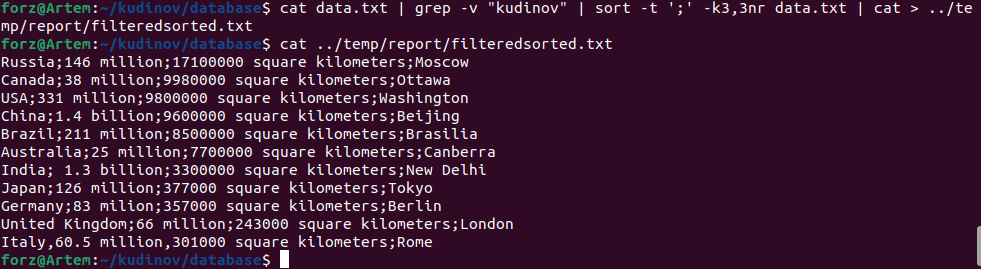 forz@Artem:~/kudinov/database$ cat data.txt | grep -v "kudinov" | sort -t ';' -k3,3nr data.txt | cat > ../te
mp/report/filteredsorted.txt
forz@Artem:~/kudinov/database$ cat ../temp/report/filteredsorted.txt
Russia;146 million;17100000 square kilometers;Moscow
Canada;38 million;9980000 square kilometers;Ottawa
USA;331 million;9800000 square kilometers;Washington
China;1.4 billion;9600000 square kilometers;Beijing
Brazil;211 million;8500000 square kilometers;Brasilia
Australia;25 million;7700000 square kilometers;Canberra
India; 1.3 billion;3300000 square kilometers;New Delhi
Japan;126 million;377000 square kilometers;Tokyo
Germany;83 milion;357000 square kilometers;Berlin
United Kingdom;66 million;243000 square kilometers;London
Italy,60.5 million,301000 square kilometers;Rome
forz@Artem:~/kudinov/database$